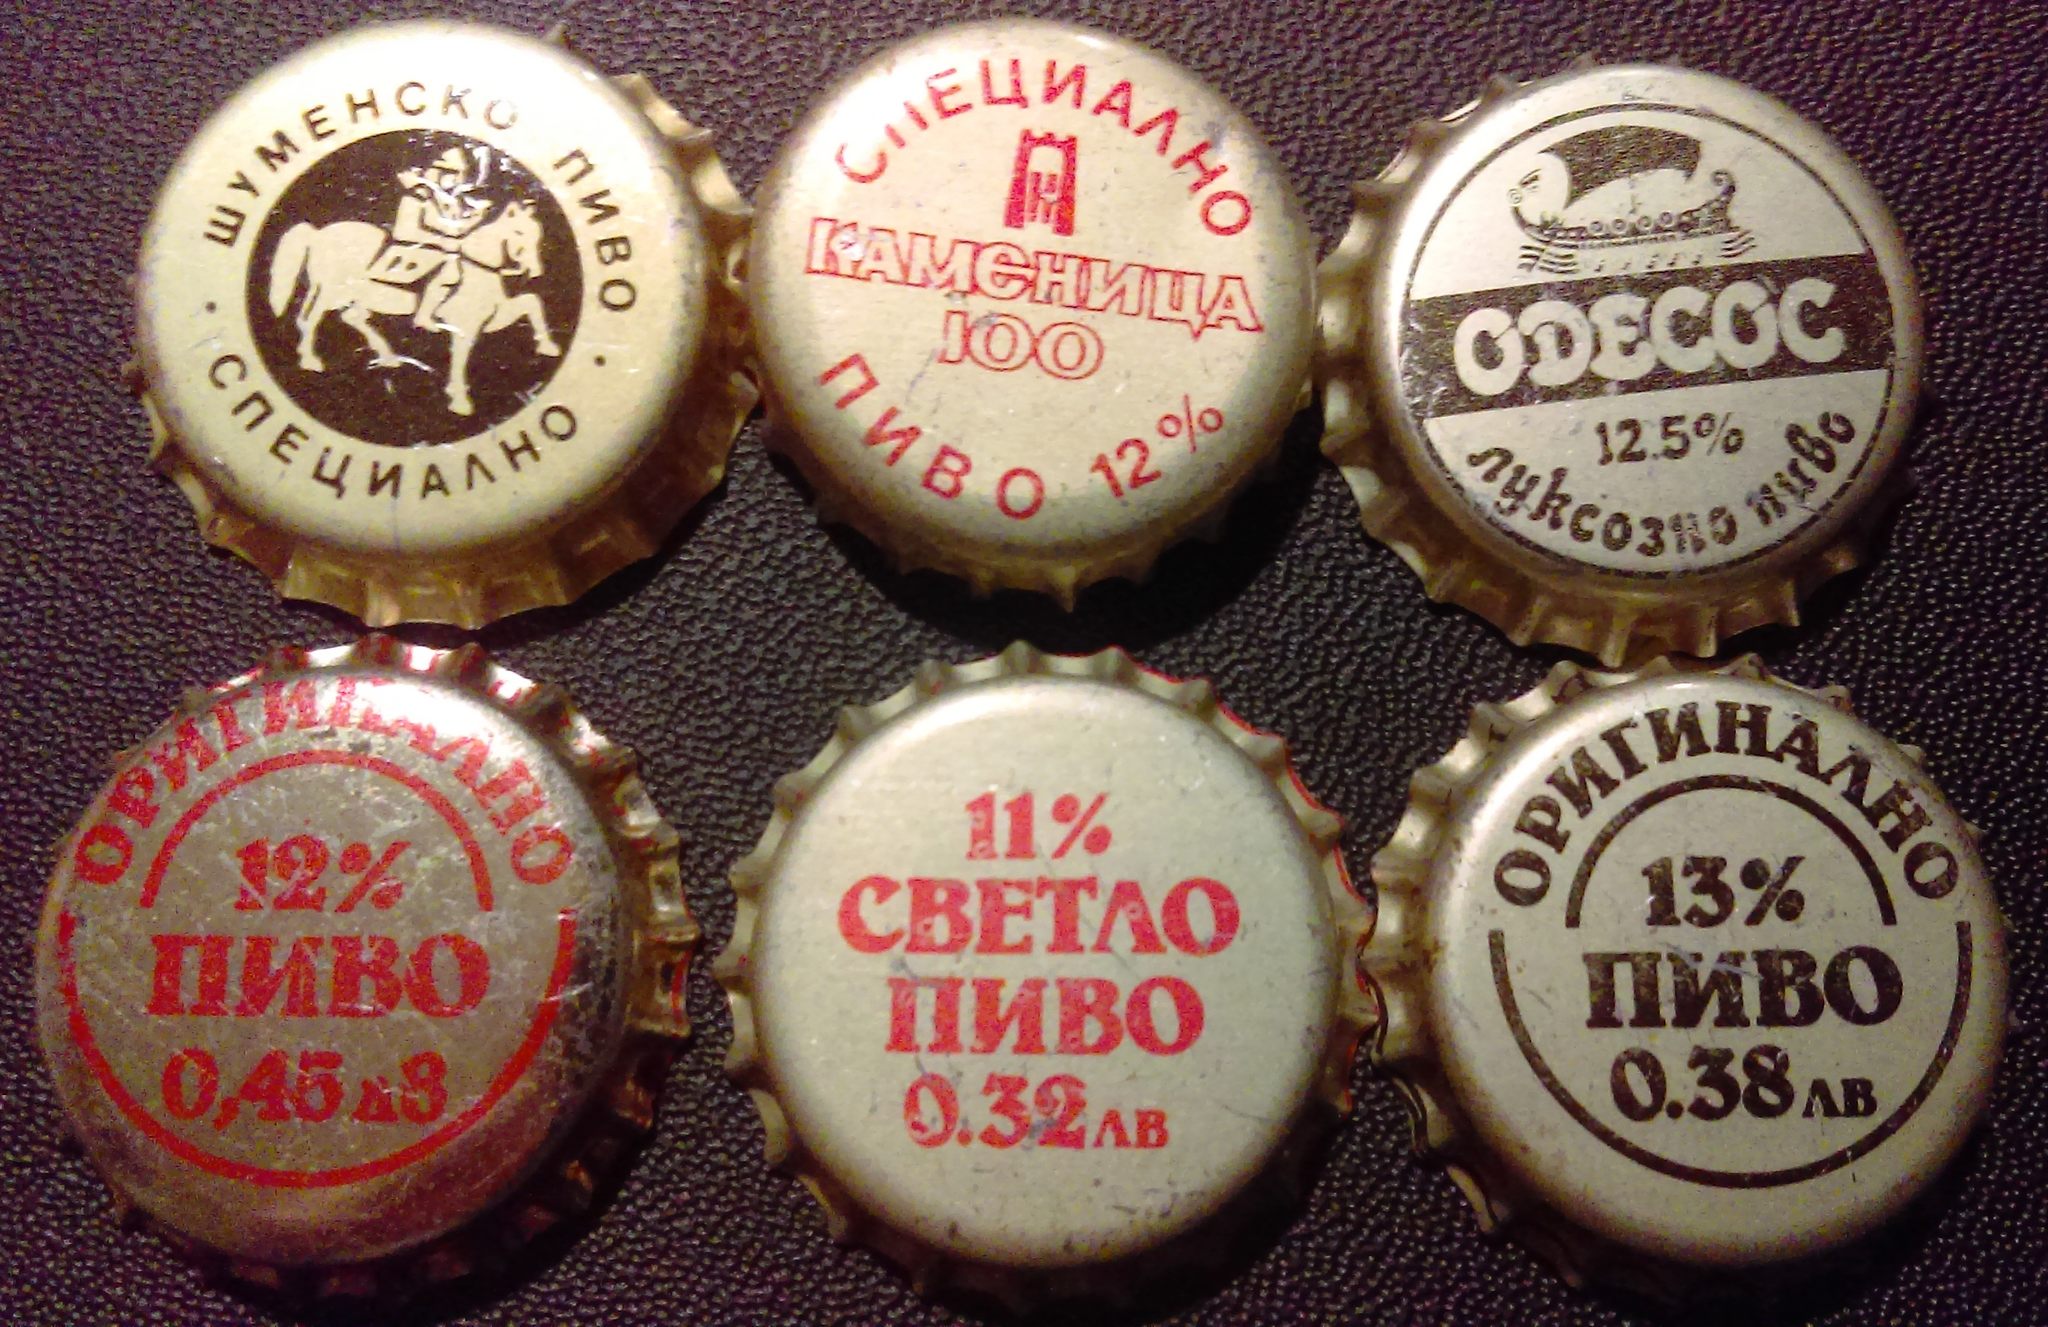 ШУМЕНСКО ПИВО
· СПЕЦИАЛНО ·
СПЕЦИАЛНО
КАМЕНИЦА
100
ПИВО 12%
ОДЕСОС
12.5%
луксозно пиво
ОРИГИНАЛНО
12%
ПИВО
0,45 лв
11%
СВЕТЛО
ПИВО
0.32 ЛВ
ОРИГИНАЛНО
13%
ПИВО
0.38 ЛВ